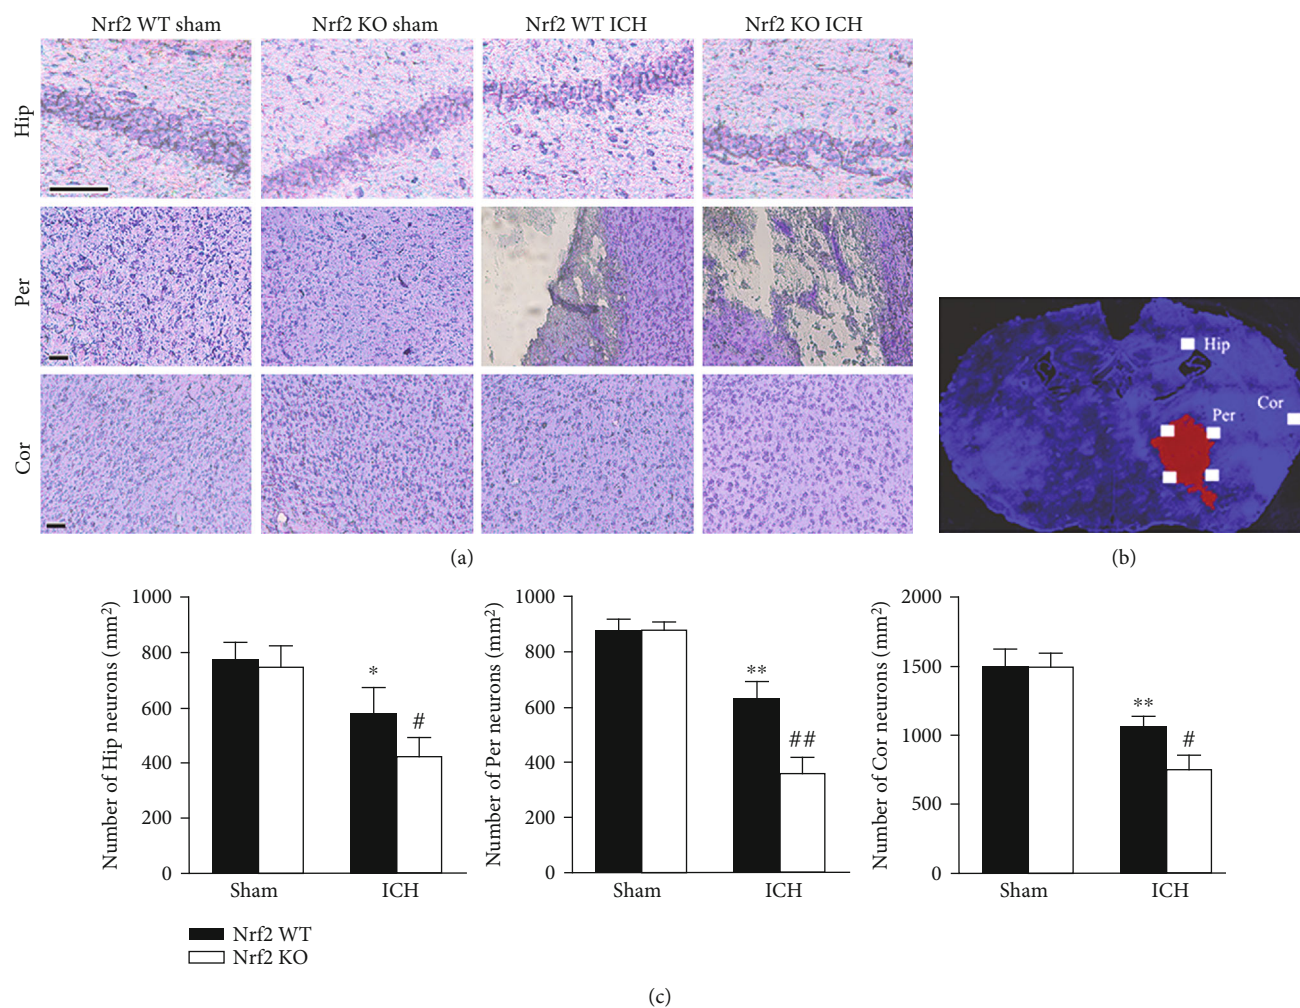 Nrf2 WT sham
Nrf2 KO sham
Nrf2 WT ICH
Nrf2 KO ICH
Hip
Per
Cor
(a)
Hip
Per
Cor
(b)
Number of Hip neurons (mm²)
1000
800
600
400
200
0
*
#
Sham
ICH
Number of Per neurons (mm²)
1000
800
600
400
200
0
**
##
Sham
ICH
Number of Cor neurons (mm²)
2000
1500
1000
500
0
**
#
Sham
ICH
Nrf2 WT
Nrf2 KO
(c)